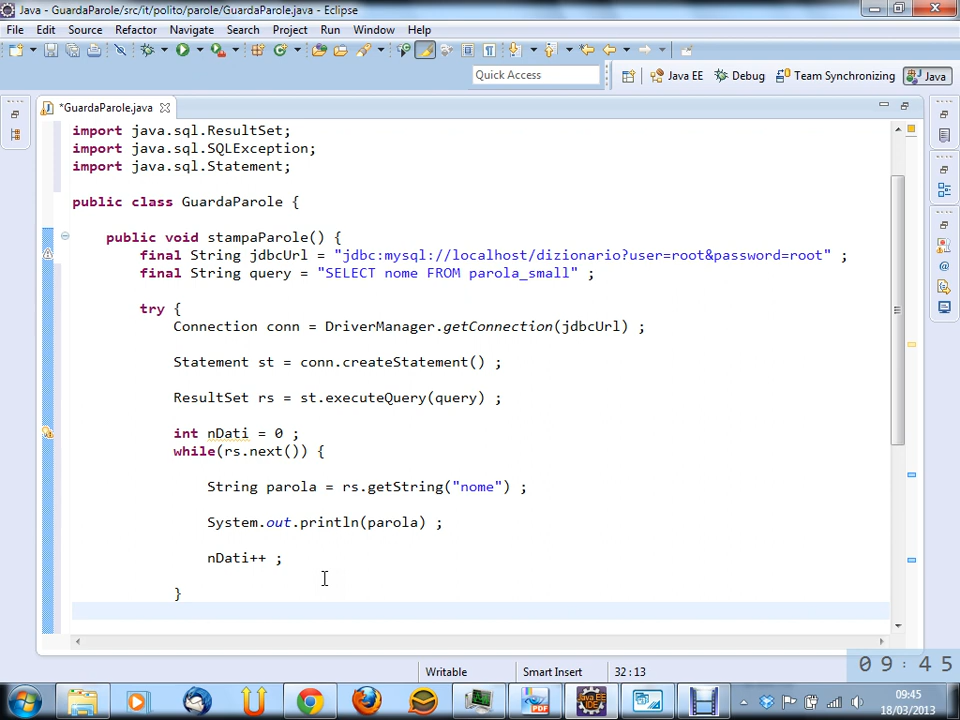 Java - GuardaParole/src/it/polito/parole/GuardaParole.java - Eclipse
File Edit Source Refactor Navigate Search Project Run Window Help
Quick Access
Java EE
Debug
Team Synchronizing
Java
*GuardaParole.java
import java.sql.ResultSet;
import java.sql.SQLException;
import java.sql.Statement;
public class GuardaParole {
public void stampaParole() {
final String jdbcUrl = "jdbc:mysql://localhost/dizionario?user=root&password=root" ;
final String query = "SELECT nome FROM parola_small" ;
try {
Connection conn = DriverManager.getConnection(jdbcUrl) ;
Statement st = conn.createStatement() ;
ResultSet rs = st.executeQuery(query) ;
int nDati = 0 ;
while(rs.next()) {
String parola = rs.getString("nome") ;
System.out.println(parola) ;
nDati++ ;
}
Writable
Smart Insert
32 : 13
09:45
09:45
18/03/2013